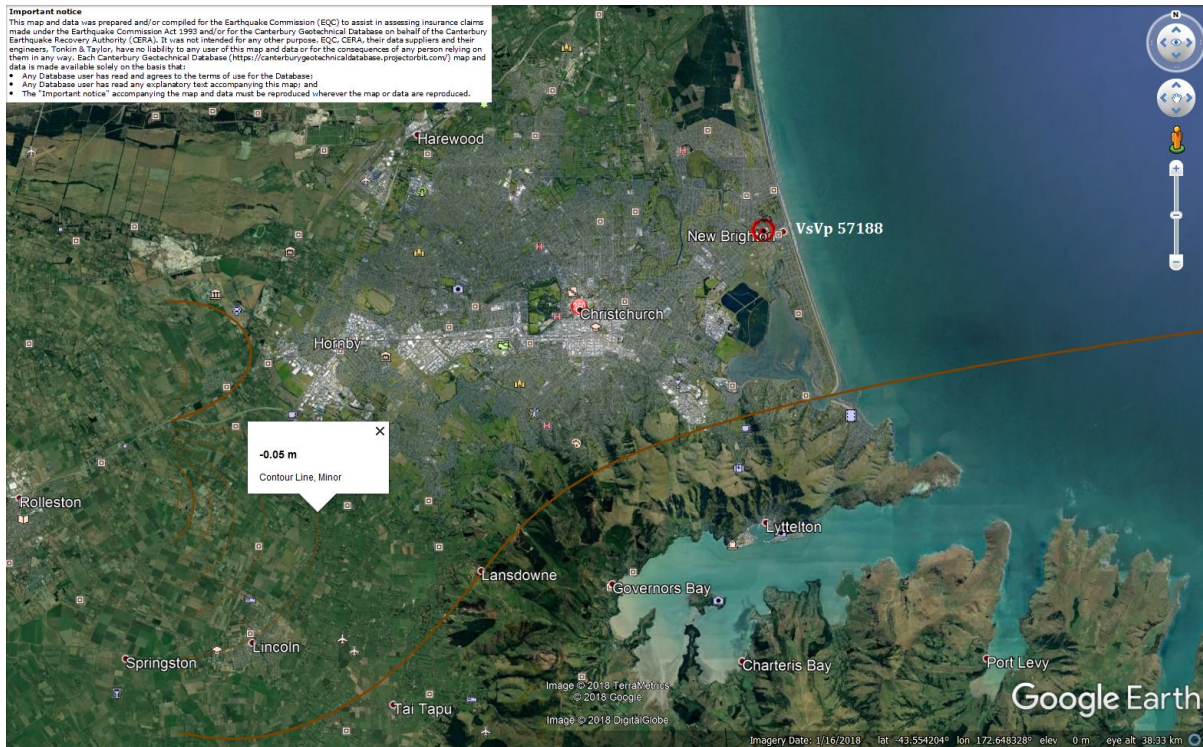 Important notice
This map and data was prepared and/or compiled for the Earthquake Commission (EQC) to assist in assessing insurance claims
made under the Earthquake Commission Act 1993 and/or for the Canterbury Geotechnical Database on behalf of the Canterbury
Earthquake Recovery Authority (CERA). It was not intended for any other purpose. EQC, CERA, their data suppliers and their
engineers, Tonkin & Taylor, have no liability to any user of this map and data or for the consequences of any person relying on
them in any way. Each Canterbury Geotechnical Database (https://canterburygeotechnicaldatabase.projectorbit.com/) map and
data is made available solely on the basis that:
• Any Database user has read and agrees to the terms of use for the Database;
• Any Database user has read any explanatory text accompanying this map; and
• The "Important notice" accompanying the map and data must be reproduced wherever the map or data are reproduced.
N
Harewood
New Brighton
VsVp 57188
Christchurch
Hornby
-0.05 m
Contour Line, Minor
Rolleston
Lyttelton
Lansdowne
Governors Bay
Lincoln
Springston
Charteris Bay
Port Levy
Tai Tapu
Image © 2018 TerraMetrics
© 2018 Google
Image © 2018 DigitalGlobe
Google Earth
Imagery Date: 1/16/2018 lat -43.554204° lon 172.648328° elev 0 m eye alt 38.33 km